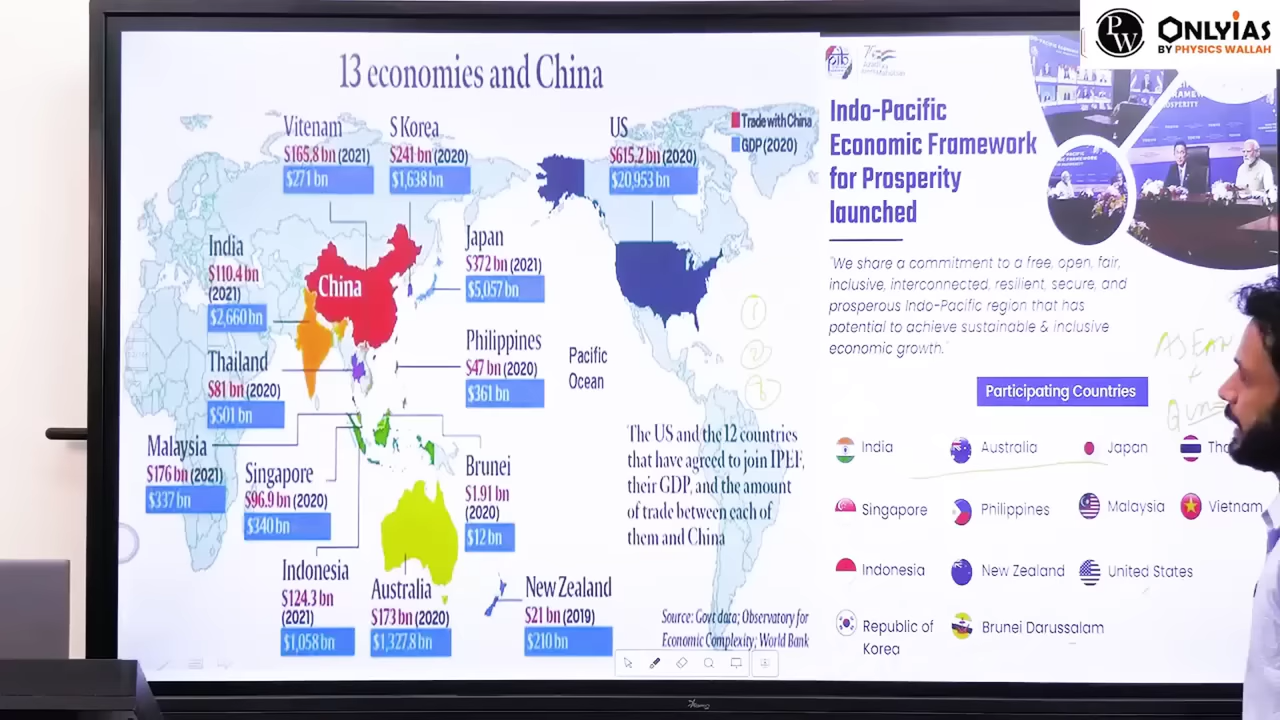 PW
ONLYIAS
BY PHYSICS WALLAH
13 economies and China
Trade with China
GDP (2020)
Vitenam
$165.8 bn (2021)
$271 bn
S Korea
$241 bn (2020)
$1,638 bn
US
$615.2 bn (2020)
$20,953 bn
India
$110.4 bn
(2021)
$2,660 bn
China
Japan
$372 bn (2021)
$5,057 bn
Thailand
$81 bn (2020)
$501 bn
Philippines
$47 bn (2020)
$361 bn
Pacific
Ocean
Malaysia
$176 bn (2021)
$337 bn
Singapore
$96.9 bn (2020)
$340 bn
Brunei
$1.91 bn
(2020)
$12 bn
Indonesia
$124.3 bn
(2021)
$1,058 bn
Australia
$173 bn (2020)
$1,327.8 bn
New Zealand
$21 bn (2019)
$210 bn
The US and the 12 countries
that have agreed to join IPEF,
their GDP, and the amount
of trade between each of
them and China
Source: Govt data; Observatory for
Economic Complexity; World Bank
1
2
Indo-Pacific
Economic Framework
for Prosperity
launched
"We share a commitment to a free, open, fair,
inclusive, interconnected, resilient, secure, and
prosperous Indo-Pacific region that has
potential to achieve sustainable & inclusive
economic growth."
ASEAN
+
Participating Countries
India
Australia
Japan
Singapore
Philippines
Malaysia
Vietnam
Indonesia
New Zealand
United States
Republic of
Korea
Brunei Darussalam